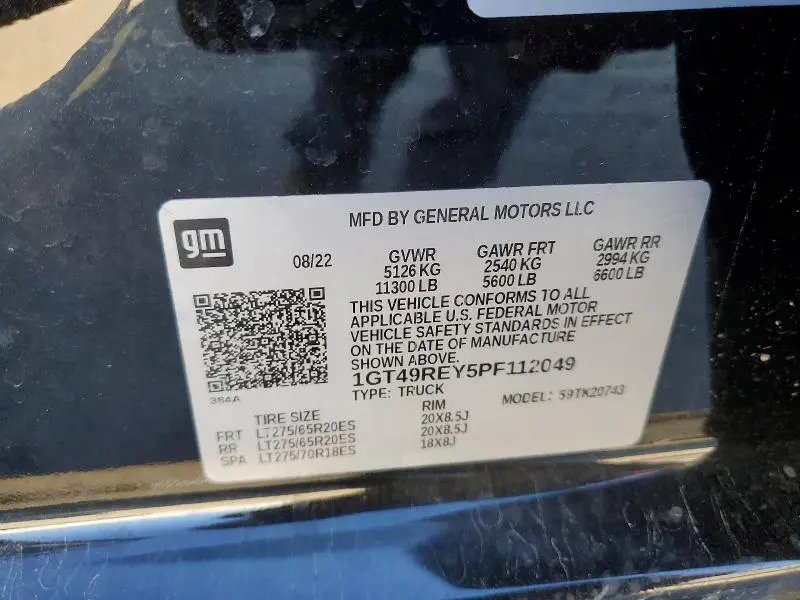 gm
MFD BY GENERAL MOTORS LLC
08/22
GVWR GAWR FRT GAWR RR
5126 KG 2540 KG 2994 KG
11300 LB 5600 LB 6600 LB
THIS VEHICLE CONFORMS TO ALL
APPLICABLE U.S. FEDERAL MOTOR
VEHICLE SAFETY STANDARDS IN EFFECT
ON THE DATE OF MANUFACTURE
SHOWN ABOVE.
1GT49REY5PF112049
TYPE: TRUCK MODEL: 59TK20743
384A
TIRE SIZE RIM
FRT LT275/65R20ES 20X8.5J
RR LT275/65R20ES 20X8.5J
SPA LT275/70R18ES 18X8J